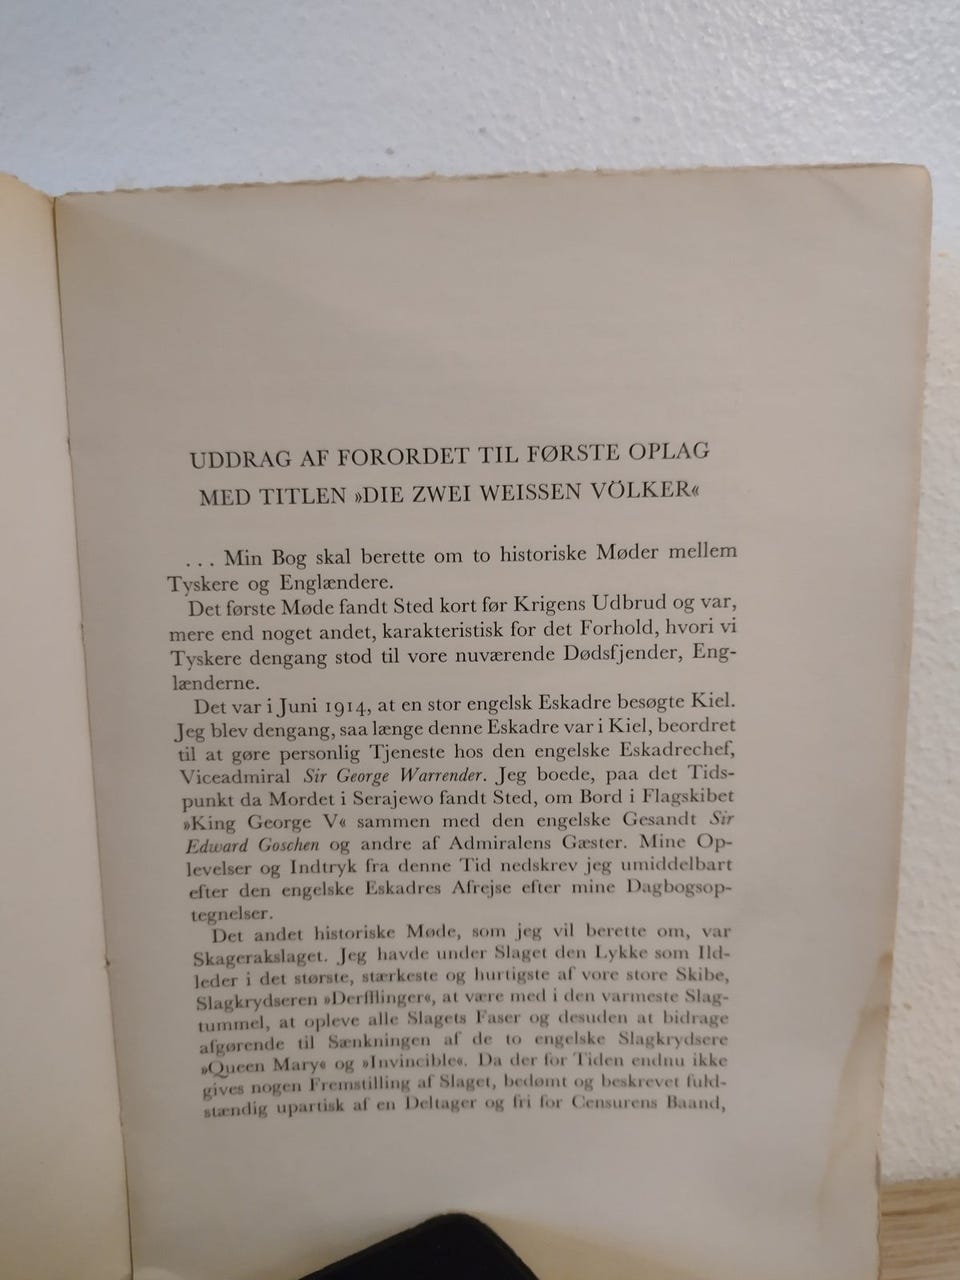 UDDRAG AF FORORDET TIL FØRSTE OPLAG
MED TITLEN »DIE ZWEI WEISSEN VÖLKER«
... Min Bog skal berette om to historiske Møder mellem
Tyskere og Englændere.
Det første Møde fandt Sted kort før Krigens Udbrud og var,
mere end noget andet, karakteristisk for det Forhold, hvori vi
Tyskere dengang stod til vore nuværende Dødsfjender, Eng-
lænderne.
Det var i Juni 1914, at en stor engelsk Eskadre besøgte Kiel.
Jeg blev dengang, saa længe denne Eskadre var i Kiel, beordret
til at gøre personlig Tjeneste hos den engelske Eskadrechef,
Viceadmiral Sir George Warrender. Jeg boede, paa det Tids-
punkt da Mordet i Serajewo fandt Sted, om Bord i Flagskibet
»King George V« sammen med den engelske Gesandt Sir
Edward Goschen og andre af Admiralens Gæster. Mine Op-
levelser og Indtryk fra denne Tid nedskrev jeg umiddelbart
efter den engelske Eskadres Afrejse efter mine Dagbogsop-
tegnelser.
Det andet historiske Møde, som jeg vil berette om, var
Skagerakslaget. Jeg havde under Slaget den Lykke som Ild-
leder i det største, stærkeste og hurtigste af vore store Skibe,
Slagkrydseren »Derfflinger«, at være med i den varmeste Slag-
tummel, at opleve alle Slagets Faser og desuden at bidrage
afgørende til Sænkningen af de to engelske Slagkrydsere
»Queen Mary« og »Invincible«. Da der for Tiden endnu ikke
gives nogen Fremstilling af Slaget, bedømt og beskrevet fuld-
stændig upartisk af en Deltager og fri for Censurens Baand,